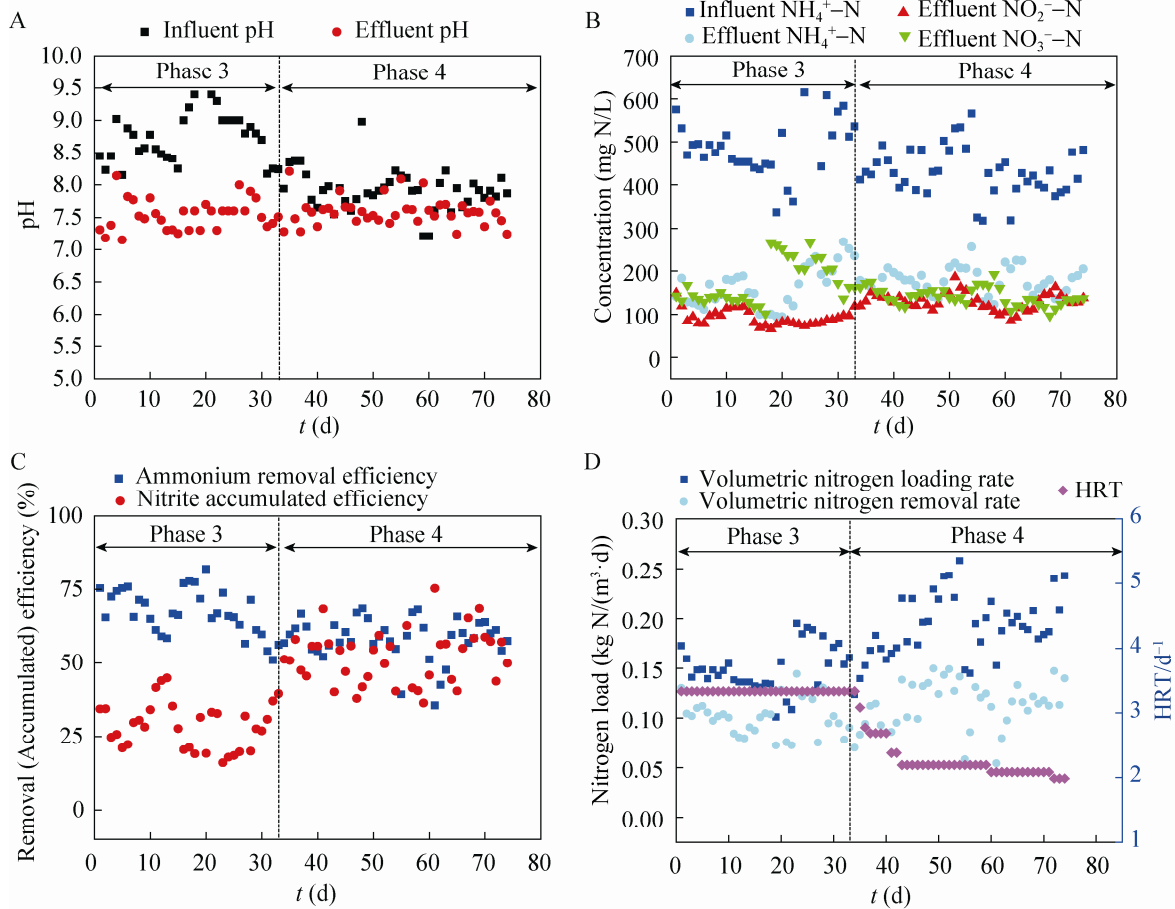 A
■ Influent pH ● Effluent pH
10.0
9.5
9.0
8.5
8.0
7.5
7.0
6.5
6.0
5.5
5.0
pH
Phase 3
Phase 4
0 10 20 30 40 50 60 70 80
t (d)
B
■ Influent NH₄⁺–N ▲ Effluent NO₂⁻–N
● Effluent NH₄⁺–N ▼ Effluent NO₃⁻–N
700
600
500
400
300
200
100
0
Concentration (mg N/L)
Phase 3
Phase 4
0 10 20 30 40 50 60 70 80
t (d)
C
■ Ammonium removal efficiency
● Nitrite accumulated efficiency
100
75
50
25
0
Removal (Accumulated) efficiency (%)
Phase 3
Phase 4
0 10 20 30 40 50 60 70 80
t (d)
D
■ Volumetric nitrogen loading rate
● Volumetric nitrogen removal rate
◆ HRT
0.30
0.25
0.20
0.15
0.10
0.05
0.00
Nitrogen load (kg N/(m³·d))
Phase 3
Phase 4
6
5
4
3
2
1
HRT/d⁻¹
0 10 20 30 40 50 60 70 80
t (d)